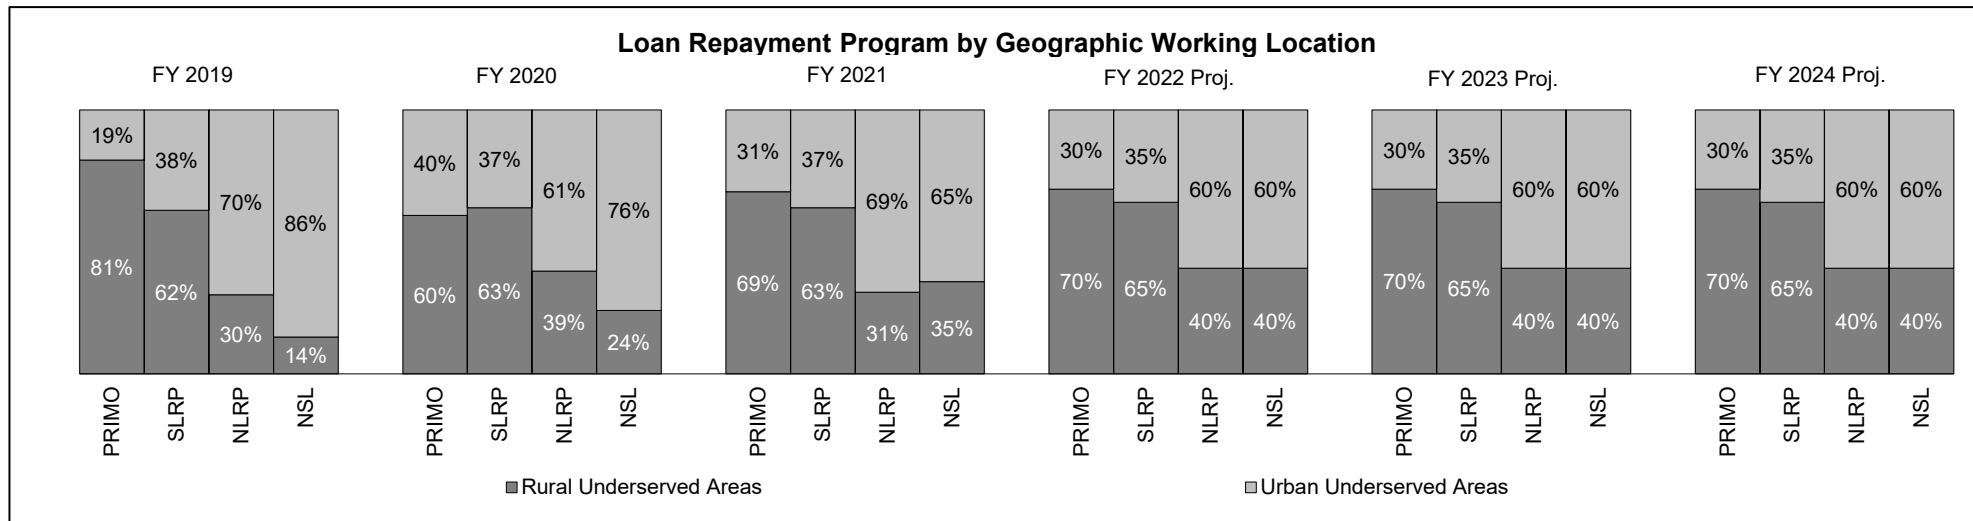 Loan Repayment Program by Geographic Working Location
FY 2019
FY 2020
FY 2021
FY 2022 Proj.
FY 2023 Proj.
FY 2024 Proj.
19% 38% 70% 86%
81% 62% 30% 14%
PRIMO SLRP NLRP NSL
40% 37% 61% 76%
60% 63% 39% 24%
PRIMO SLRP NLRP NSL
31% 37% 69% 65%
69% 63% 31% 35%
PRIMO SLRP NLRP NSL
30% 35% 60% 60%
70% 65% 40% 40%
PRIMO SLRP NLRP NSL
30% 35% 60% 60%
70% 65% 40% 40%
PRIMO SLRP NLRP NSL
30% 35% 60% 60%
70% 65% 40% 40%
PRIMO SLRP NLRP NSL
Rural Underserved Areas
Urban Underserved Areas